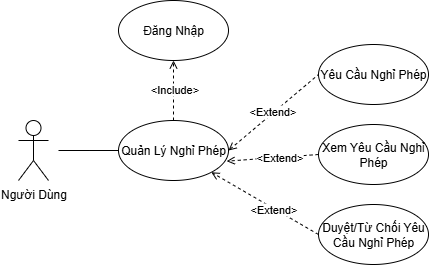 Đăng Nhập
Yêu Cầu Nghỉ Phép
<Include>
<Extend>
Quản Lý Nghỉ Phép
Xem Yêu Cầu Nghỉ
Phép
<Extend>
Người Dùng
<Extend>
Duyệt/Từ Chối Yêu
Cầu Nghỉ Phép